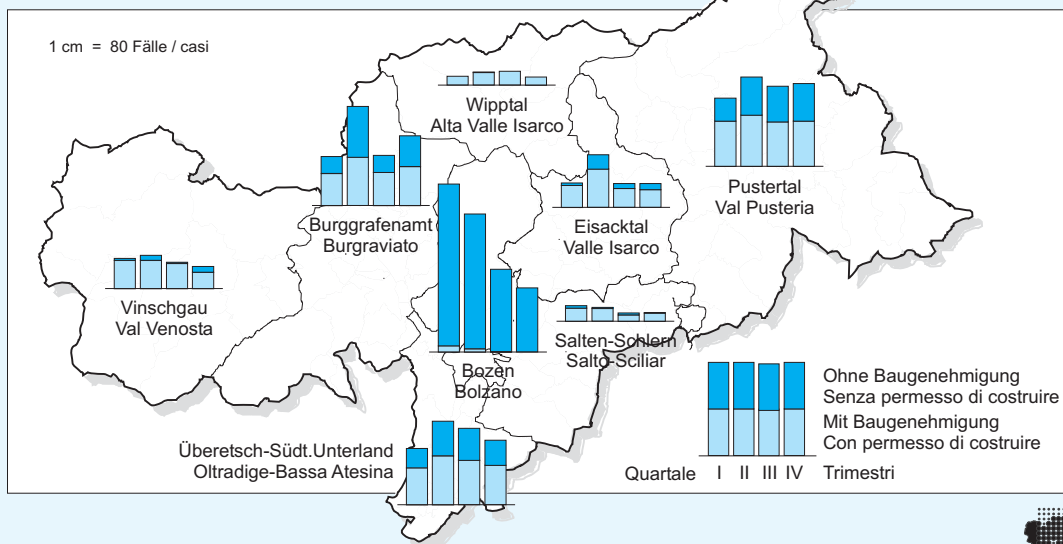 1 cm = 80 Fälle / casi
Wipptal
Alta Valle Isarco
Pustertal
Val Pusteria
Burggrafenamt
Burgraviato
Eisacktal
Valle Isarco
Vinschgau
Val Venosta
Salten-Schlern
Salto-Sciliar
Bozen
Bolzano
Überetsch-Südt.Unterland
Oltradige-Bassa Atesina
Ohne Baugenehmigung
Senza permesso di costruire
Mit Baugenehmigung
Con permesso di costruire
Quartale I II III IV Trimestri